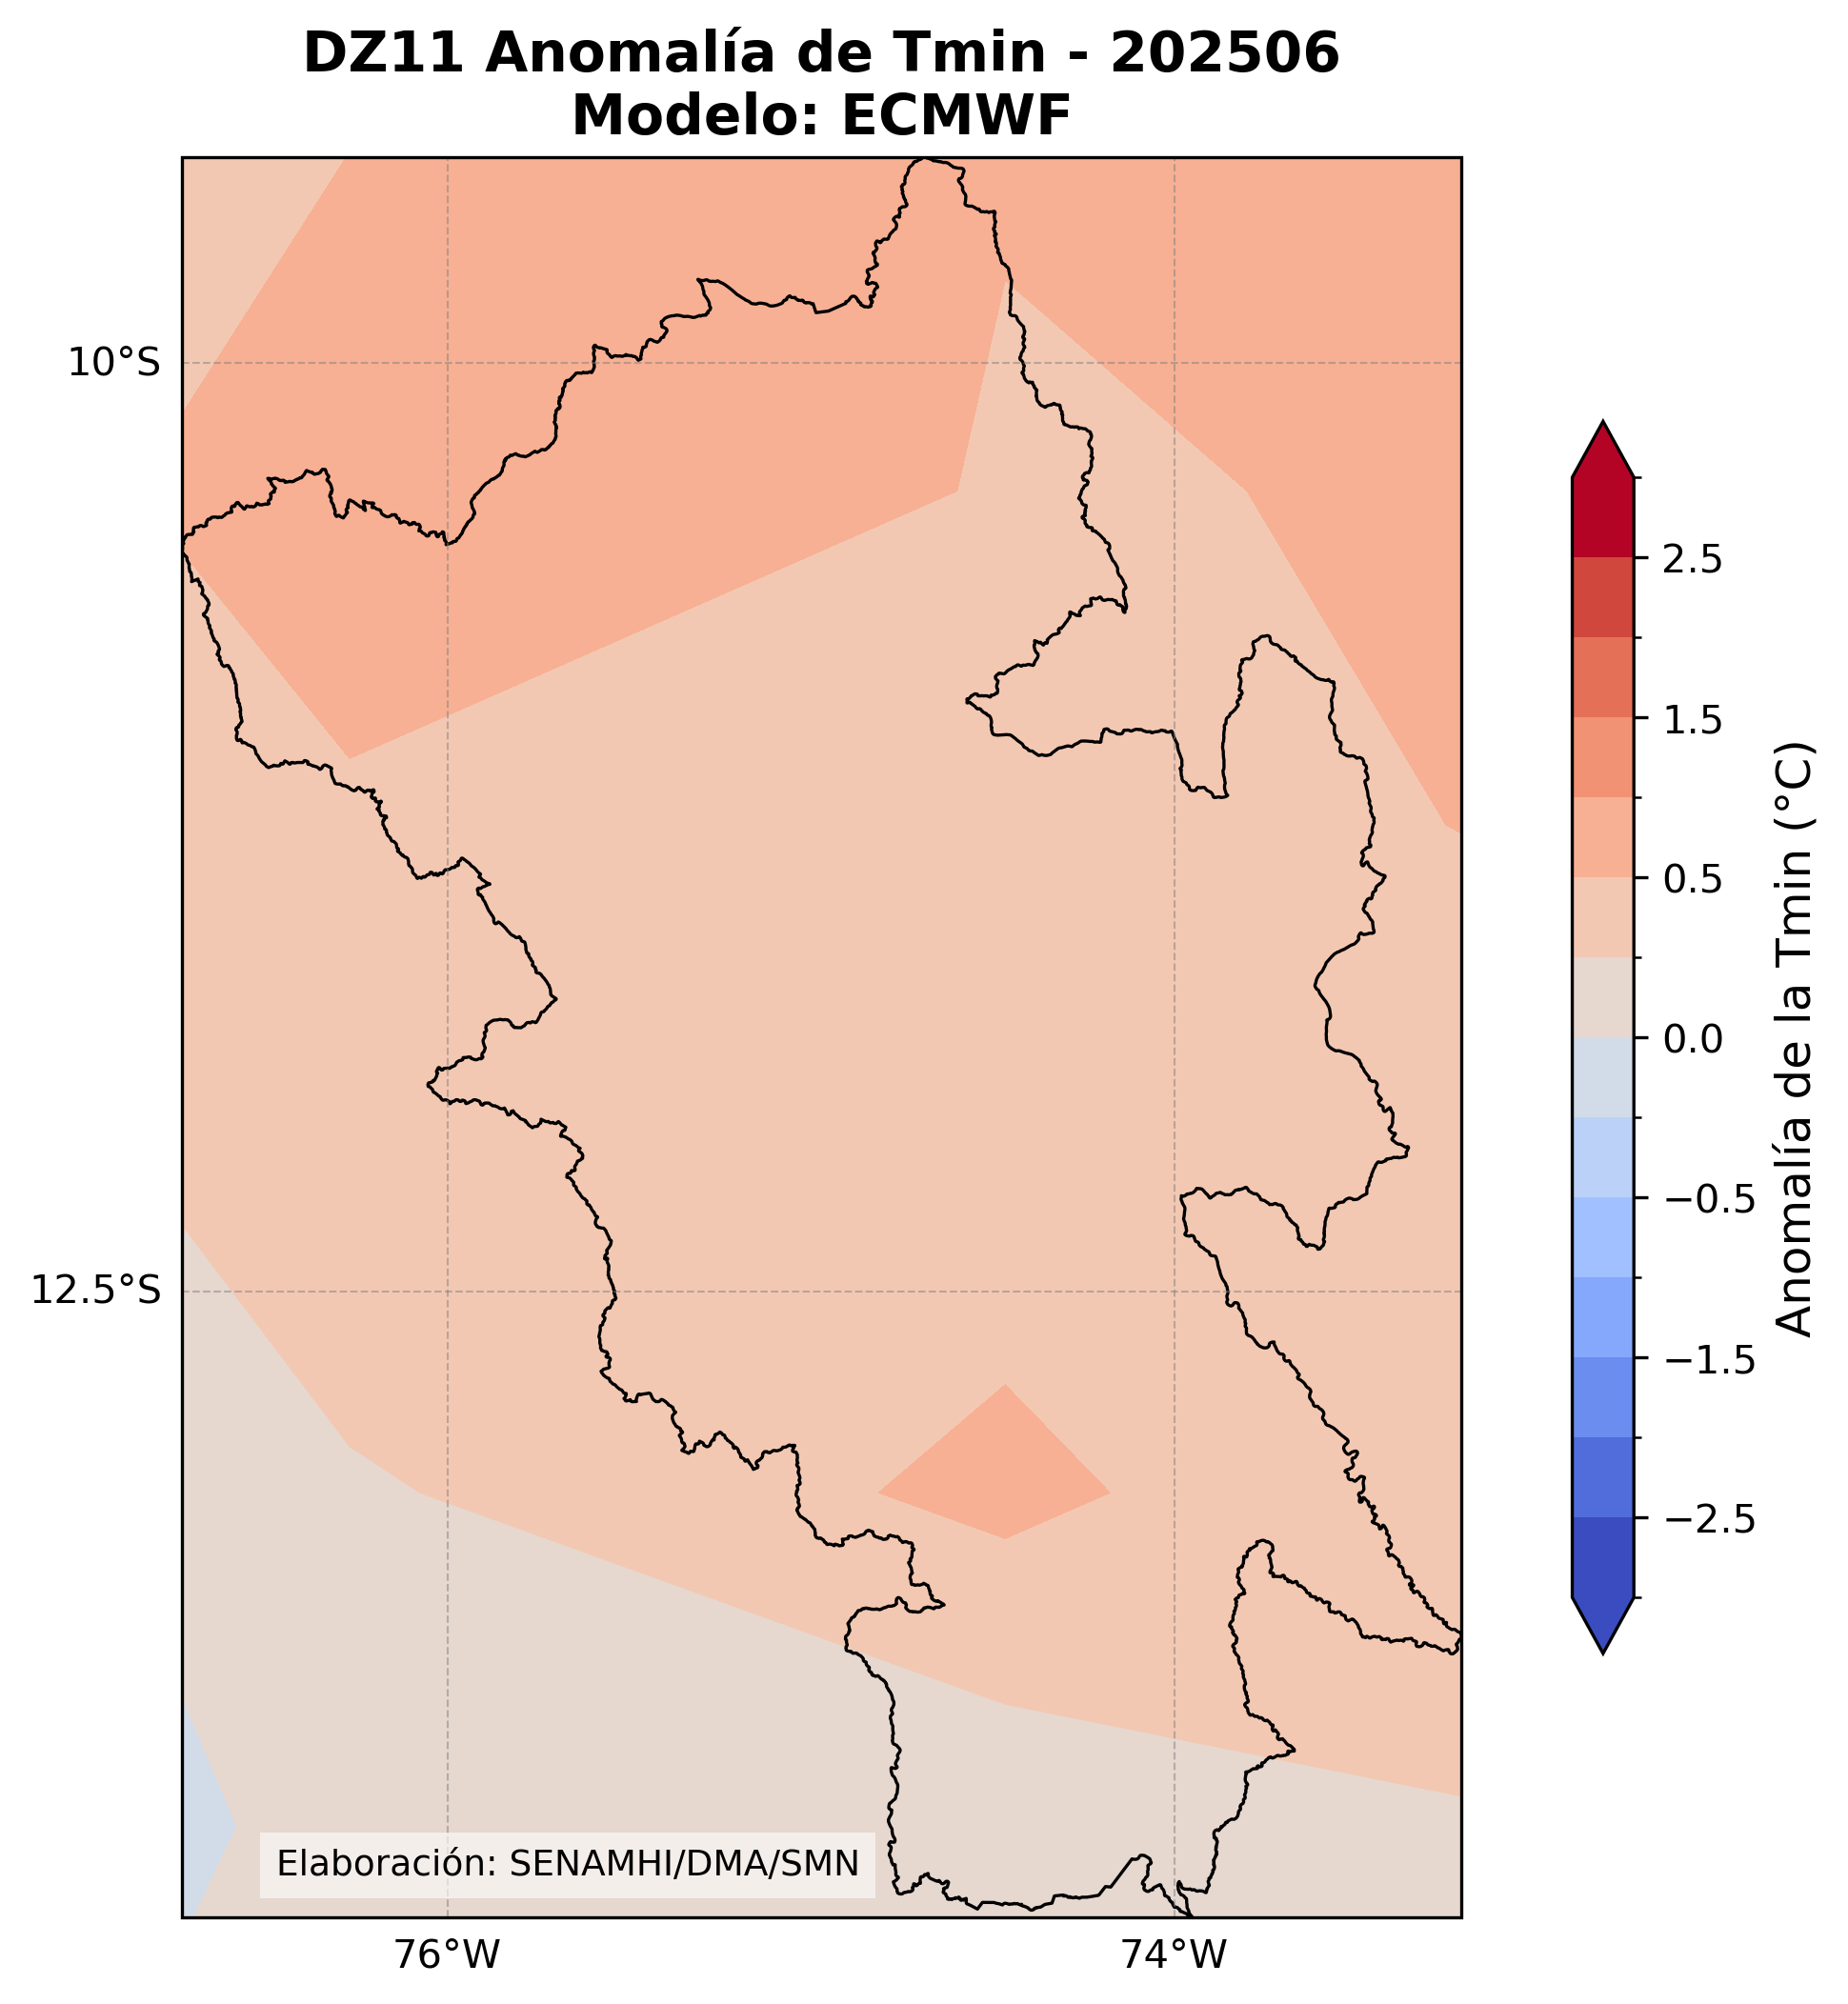 DZ11 Anomalía de Tmin - 202506
Modelo: ECMWF
10°S
12.5°S
76°W
74°W
Elaboración: SENAMHI/DMA/SMN
2.5
1.5
0.5
0.0
−0.5
−1.5
−2.5
Anomalía de la Tmin (°C)